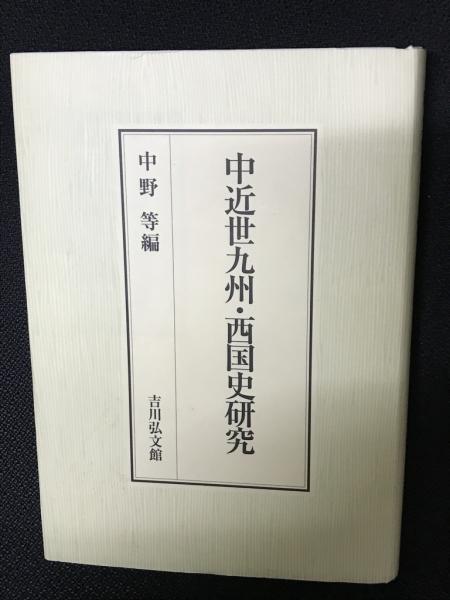 中近世九州・西国史研究
中野 等編
吉川弘文館